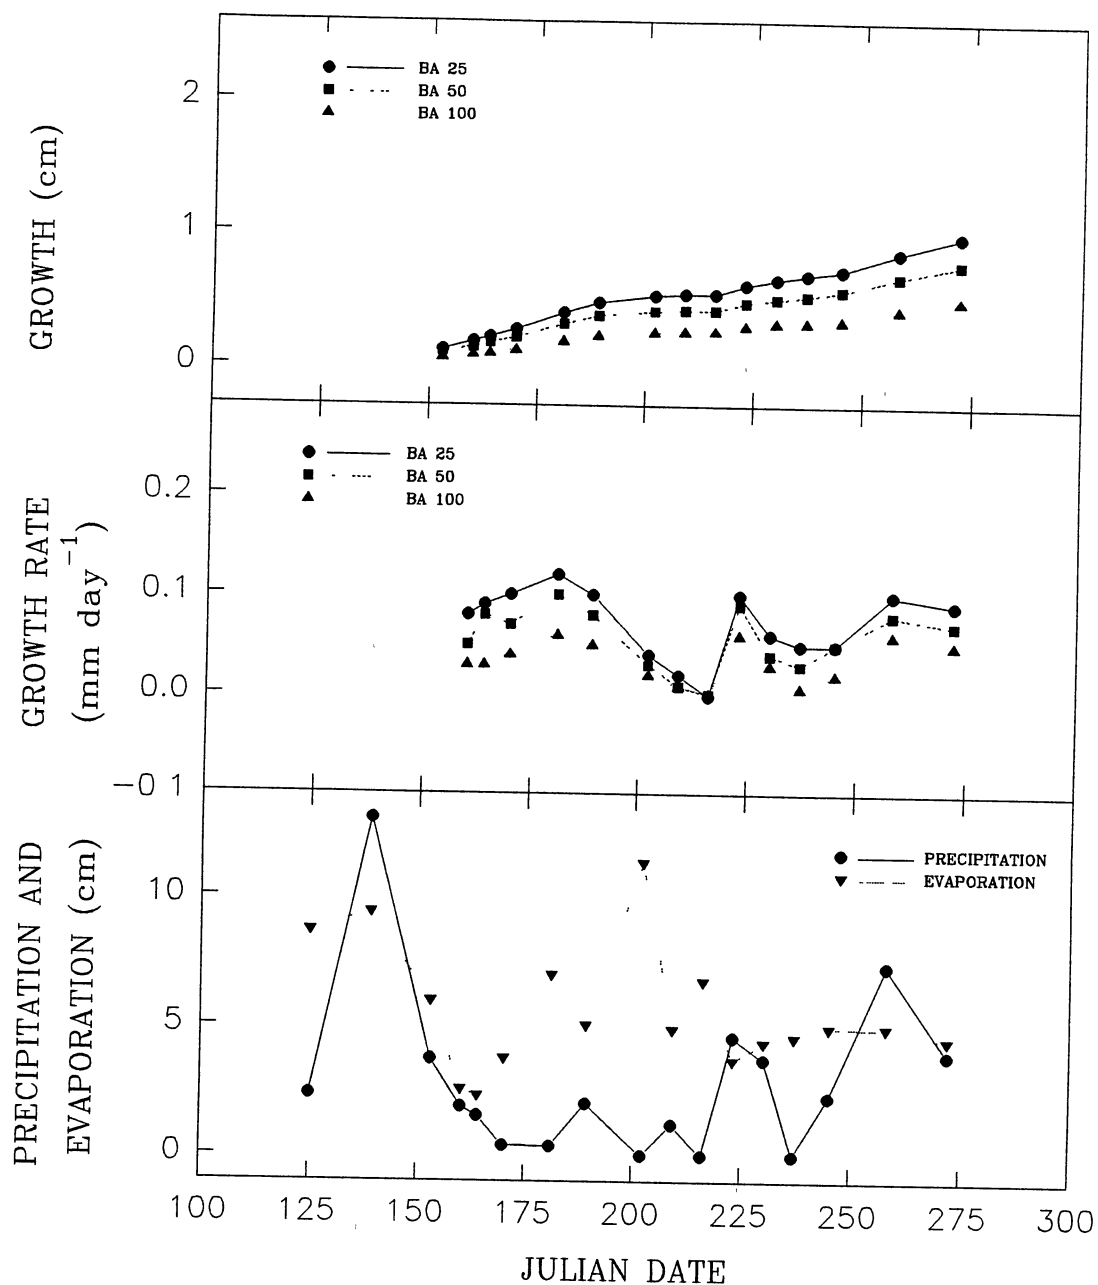 GROWTH (cm)
2
1
0
BA 25
BA 50
BA 100
GROWTH RATE
(mm day⁻¹)
0.2
0.1
0.0
−0 1
BA 25
BA 50
BA 100
PRECIPITATION AND
EVAPORATION (cm)
10
5
0
PRECIPITATION
EVAPORATION
100 125 150 175 200 225 250 275 300
JULIAN DATE